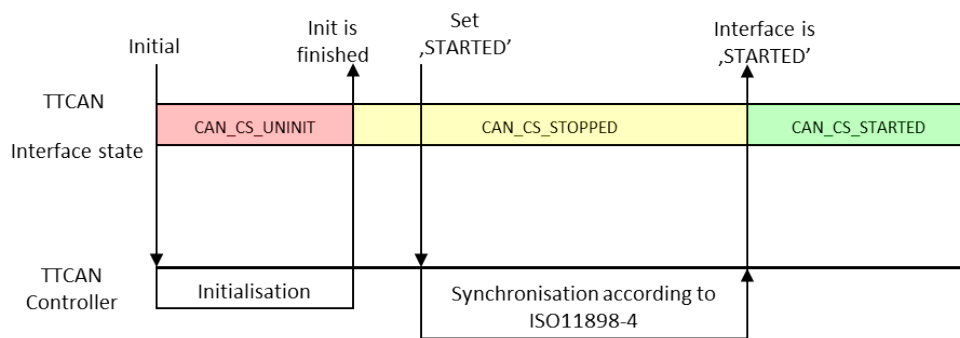 Initial
Init is
finished
Set
‚STARTED’
Interface is
‚STARTED’
TTCAN
Interface state
CAN_CS_UNINIT
CAN_CS_STOPPED
CAN_CS_STARTED
TTCAN
Controller
Initialisation
Synchronisation according to
ISO11898-4